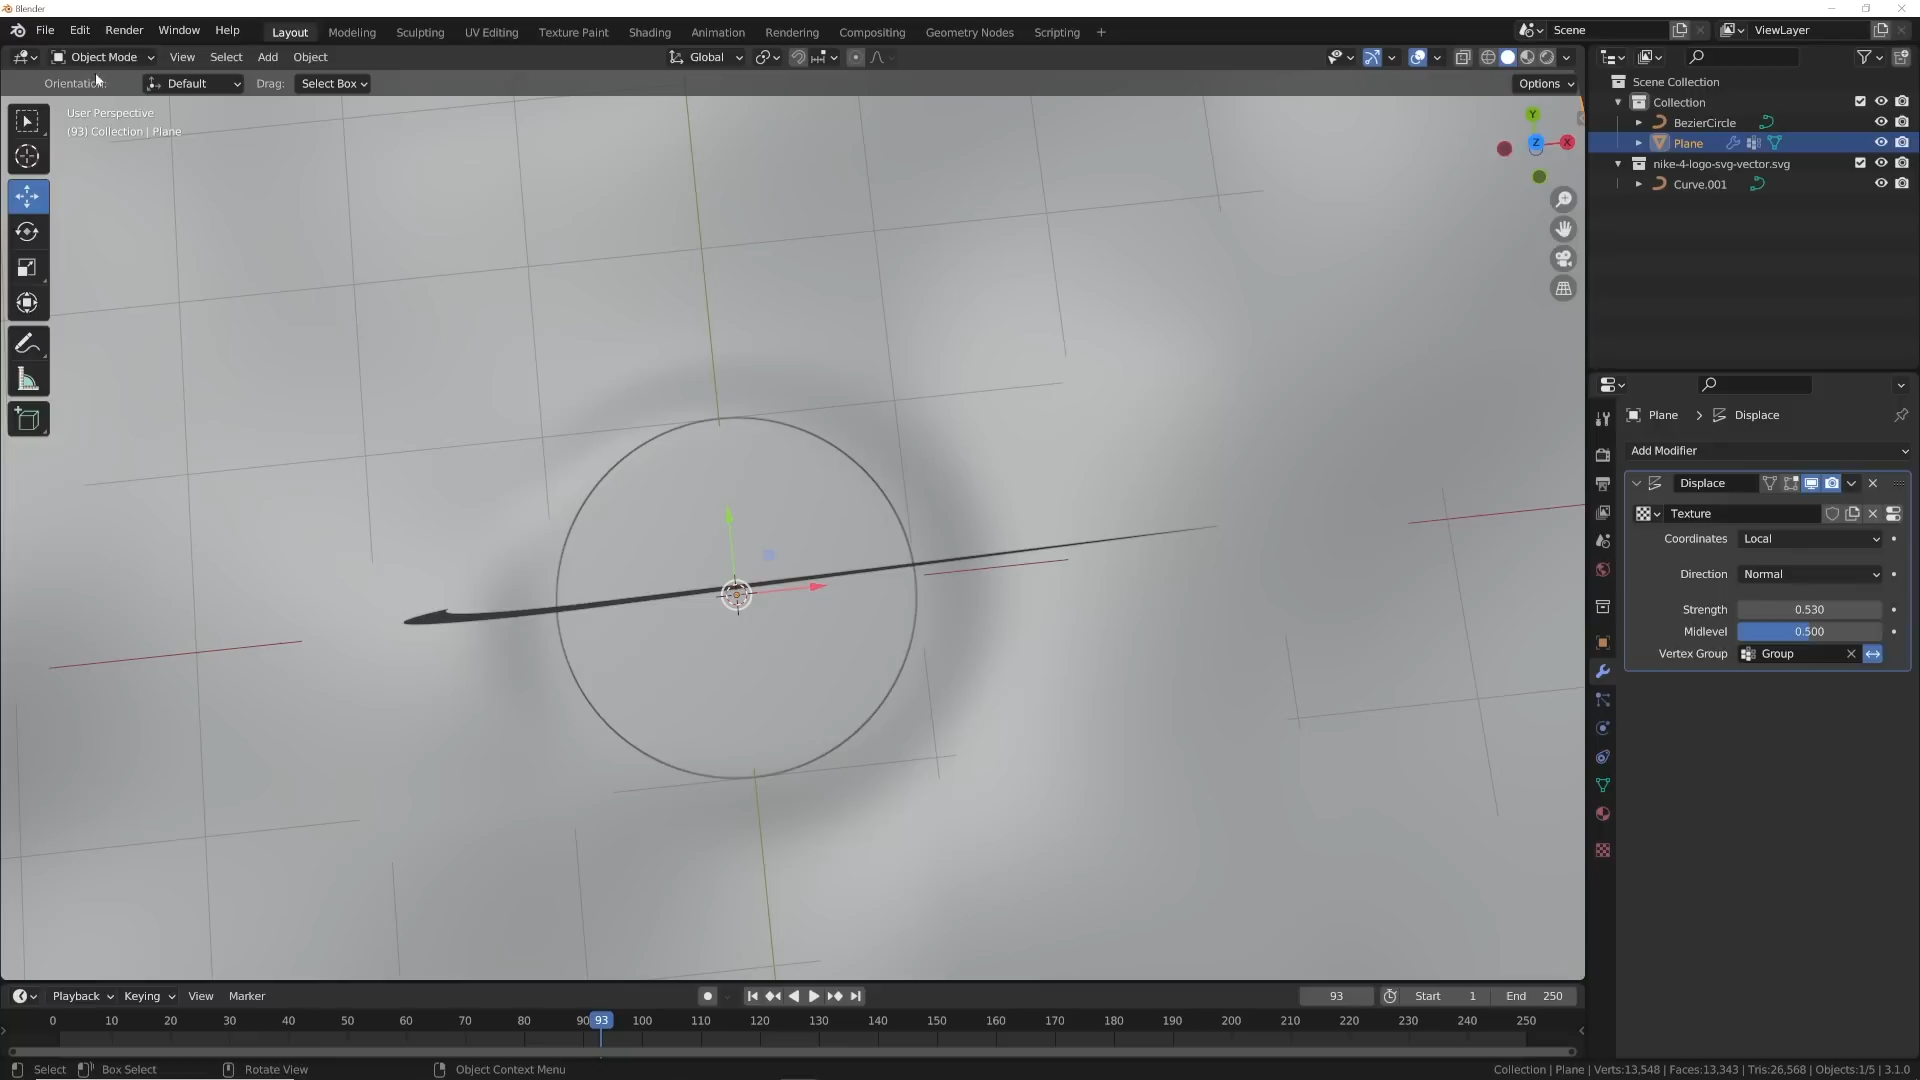 Blender
File Edit Render Window Help Layout Modeling Sculpting UV Editing Texture Paint Shading Animation Rendering Compositing Geometry Nodes Scripting + Scene ViewLayer
Object Mode View Select Add Object Global
Orientation: Default Drag: Select Box Options
User Perspective
(93) Collection | Plane
Y
Z
X
Scene Collection
Collection
BezierCircle
Plane
nike-4-logo-svg-vector.svg
Curve.001
Plane > Displace
Add Modifier
Displace
Texture
Coordinates Local
Direction Normal
Strength 0.530
Midlevel 0.500
Vertex Group Group
Playback Keying View Marker 93 Start 1 End 250
0 10 20 30 40 50 60 70 80 90 93 100 110 120 130 140 150 160 170 180 190 200 210 220 230 240 250
Select Box Select Rotate View Object Context Menu Collection | Plane | Verts:13,548 | Faces:13,343 | Tris:26,568 | Objects:1/5 | 3.1.0